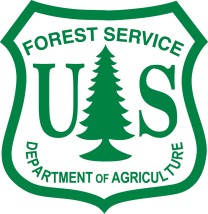 FOREST SERVICE
U S
DEPARTMENT OF AGRICULTURE